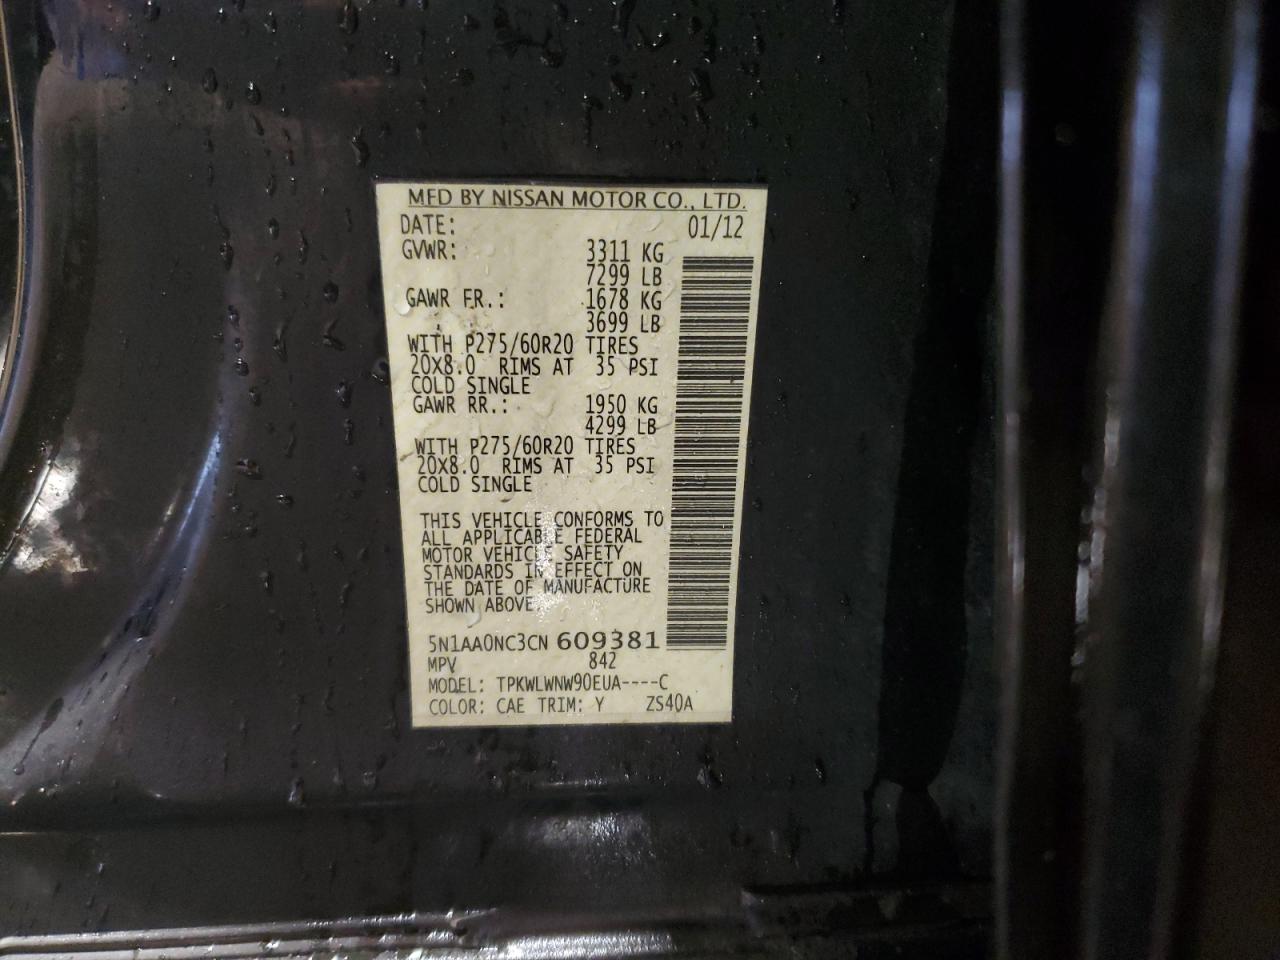 MFD BY NISSAN MOTOR CO., LTD.
DATE: 01/12
GVWR: 3311 KG
7299 LB
GAWR FR.: 1678 KG
3699 LB
WITH P275/60R20 TIRES
20X8.0 RIMS AT 35 PSI
COLD SINGLE
GAWR RR.: 1950 KG
4299 LB
WITH P275/60R20 TIRES
20X8.0 RIMS AT 35 PSI
COLD SINGLE
THIS VEHICLE CONFORMS TO
ALL APPLICABLE FEDERAL
MOTOR VEHICLE SAFETY
STANDARDS IN EFFECT ON
THE DATE OF MANUFACTURE
SHOWN ABOVE
5N1AA0NC3CN 609381
MPV 842
MODEL: TPKWLWNW90EUA----C
COLOR: CAE TRIM: Y ZS40A